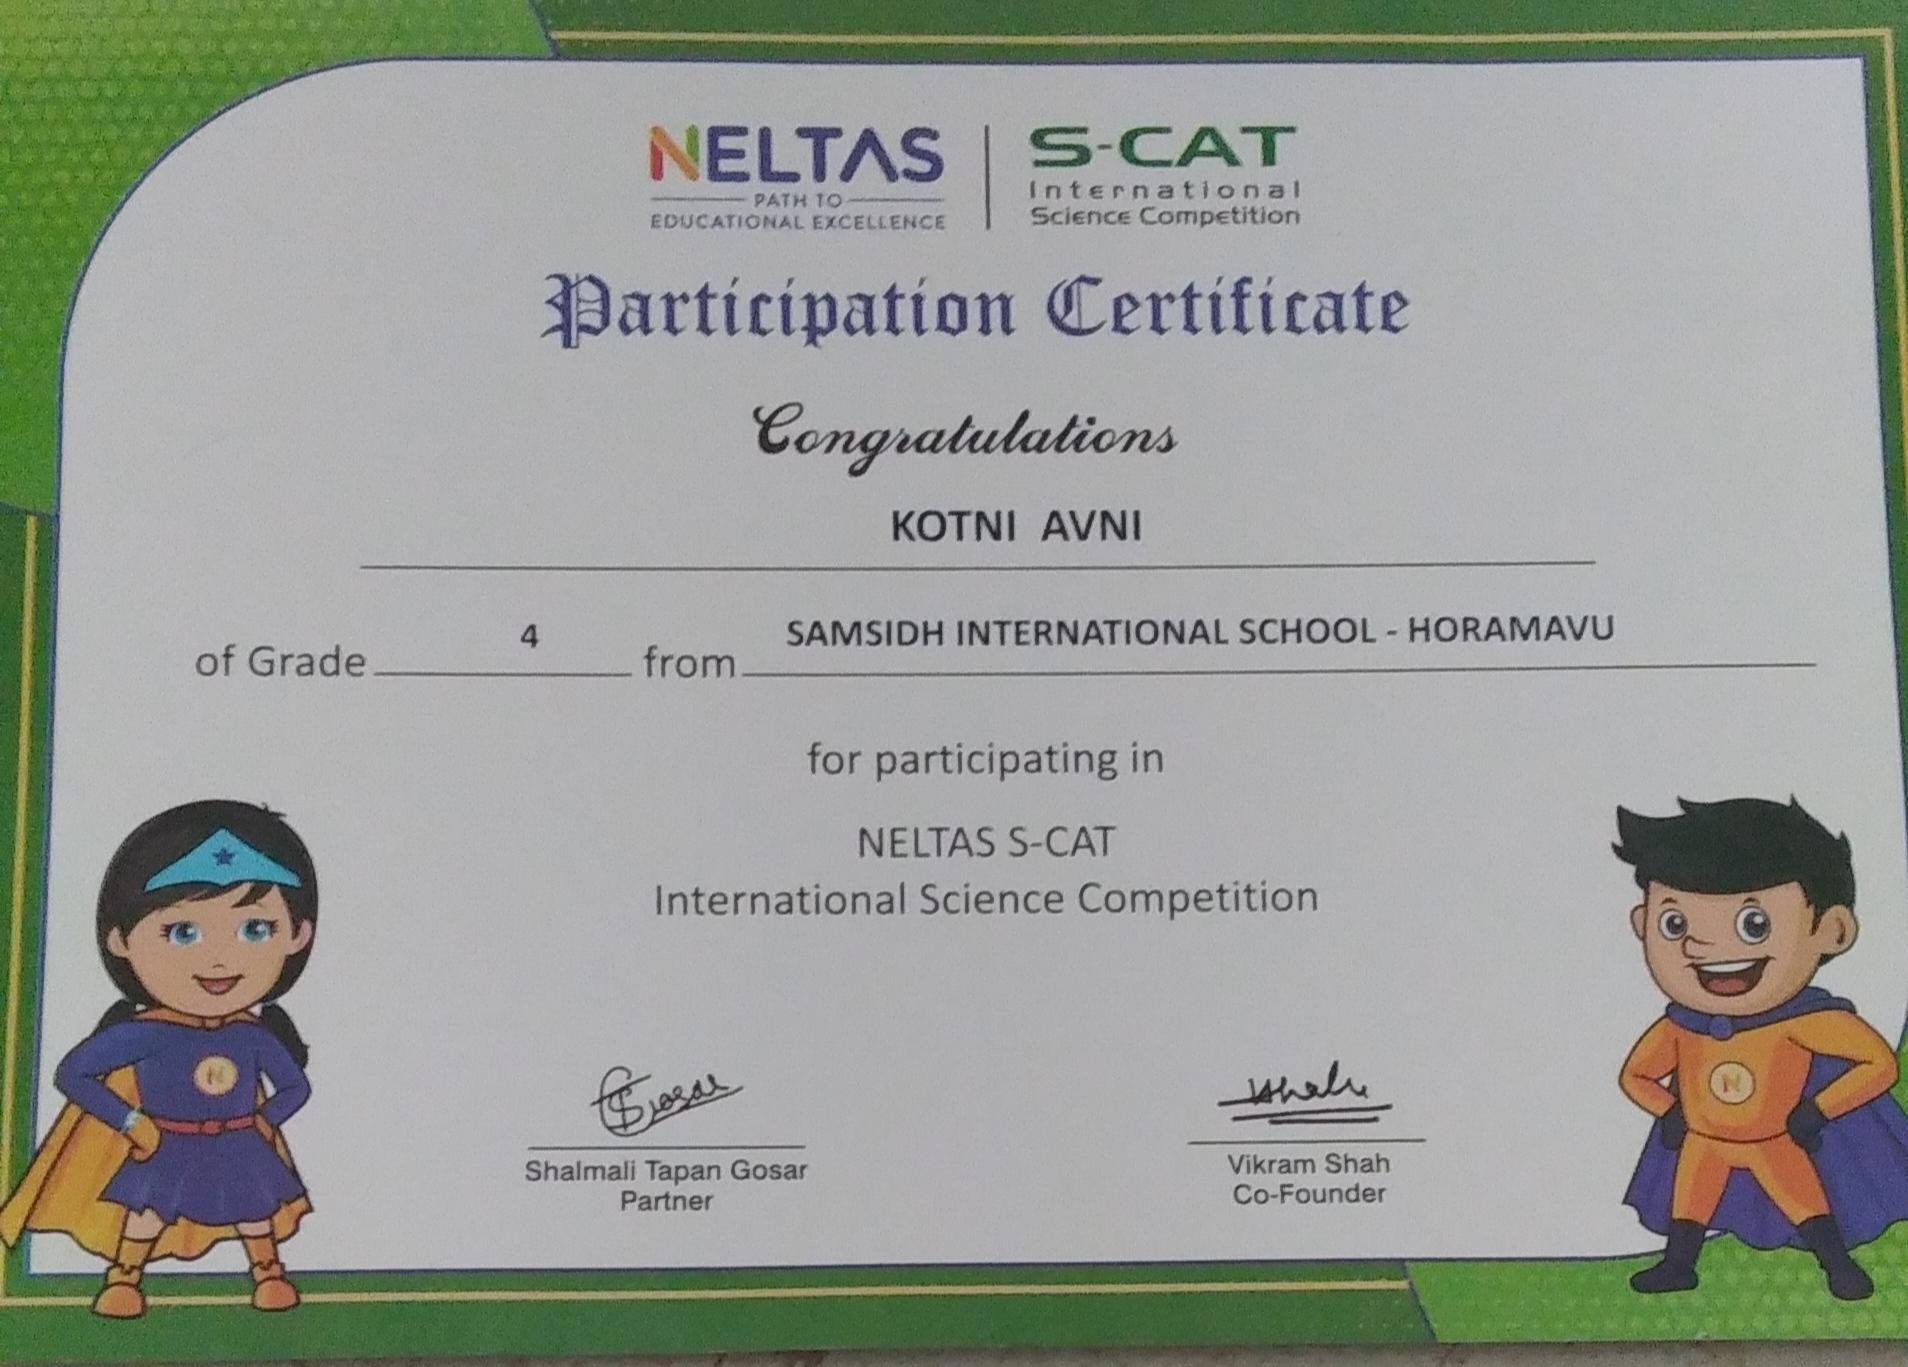 NELTAS
PATH TO
EDUCATIONAL EXCELLENCE
S-CAT
International
Science Competition
Participation Certificate
Congratulations
KOTNI AVNI
of Grade 4 from SAMSIDH INTERNATIONAL SCHOOL - HORAMAVU
for participating in
NELTAS S-CAT
International Science Competition
N
N
Shalmali Tapan Gosar
Partner
Vikram Shah
Co-Founder